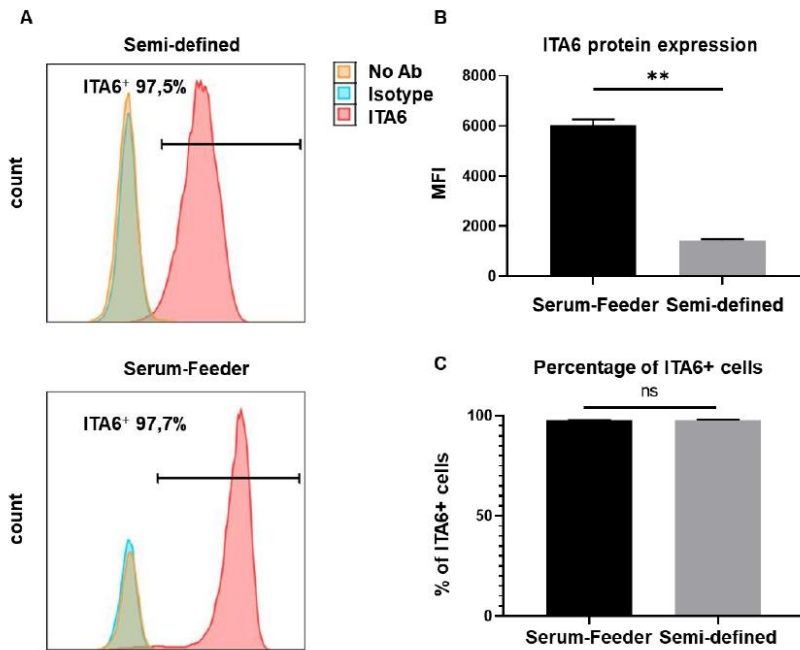 A
Semi-defined
ITA6⁺ 97,5%
count
No Ab
Isotype
ITA6
Serum-Feeder
ITA6⁺ 97,7%
count
B
ITA6 protein expression
**
8000
6000
4000
2000
0
MFI
Serum-Feeder Semi-defined
C
Percentage of ITA6+ cells
ns
100
50
0
% of ITA6+ cells
Serum-Feeder Semi-defined